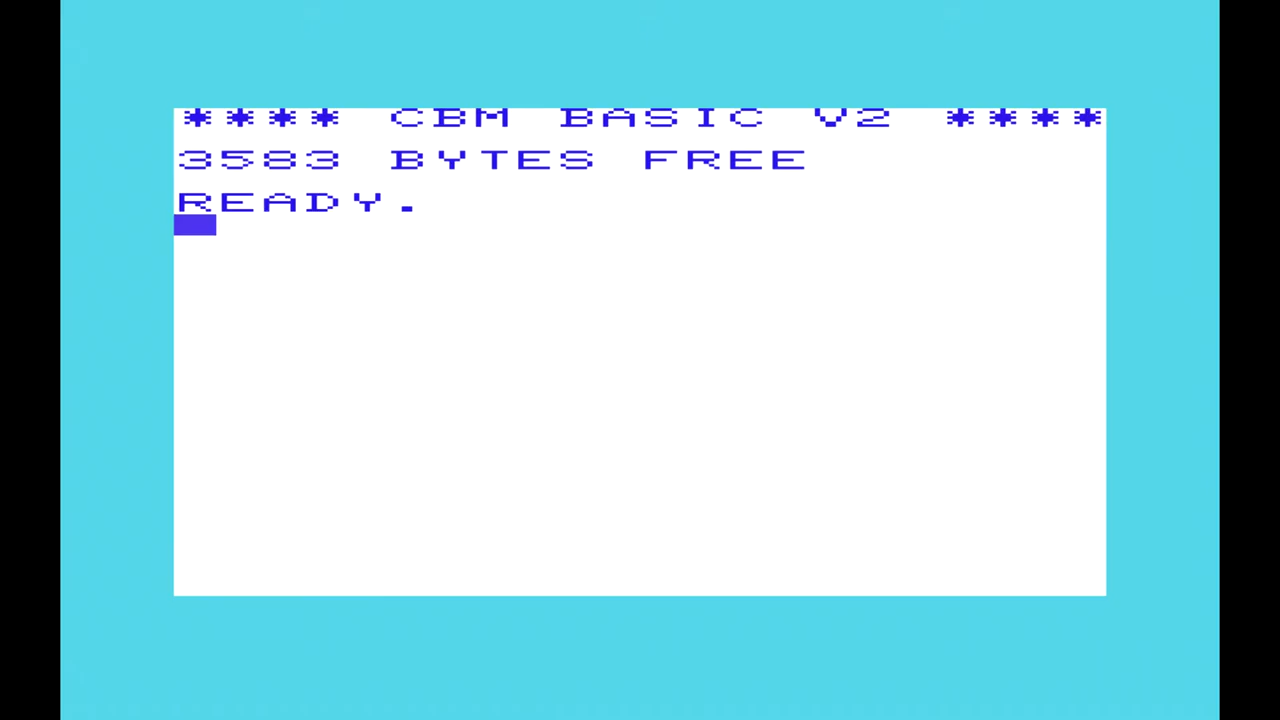 **** CBM BASIC V2 ****
3583 BYTES FREE
READY.